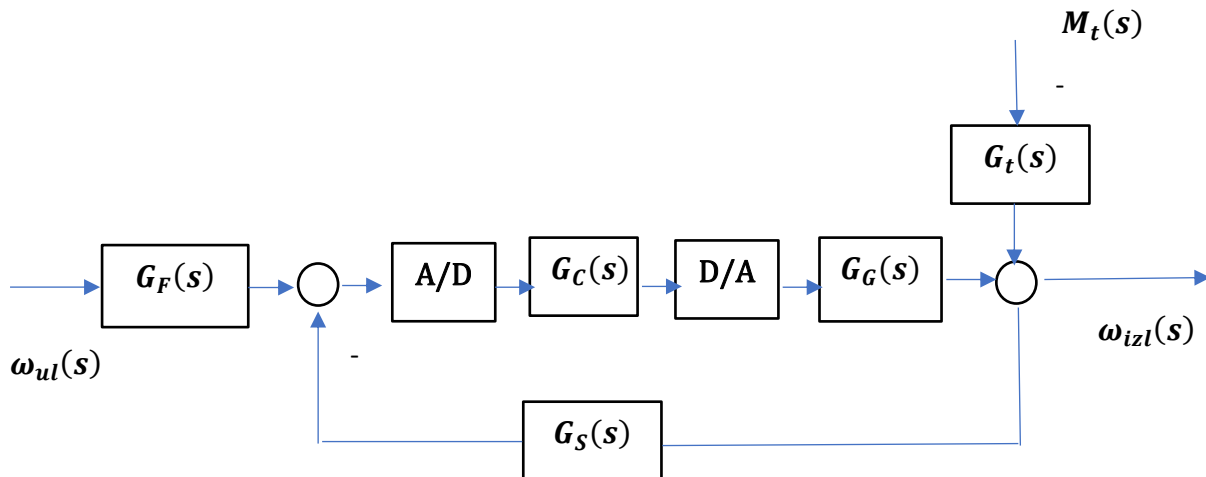 M_t(s)
-
G_t(s)
G_F(s)
A/D
G_C(s)
D/A
G_G(s)
ω_ul(s)
-
ω_izl(s)
G_S(s)